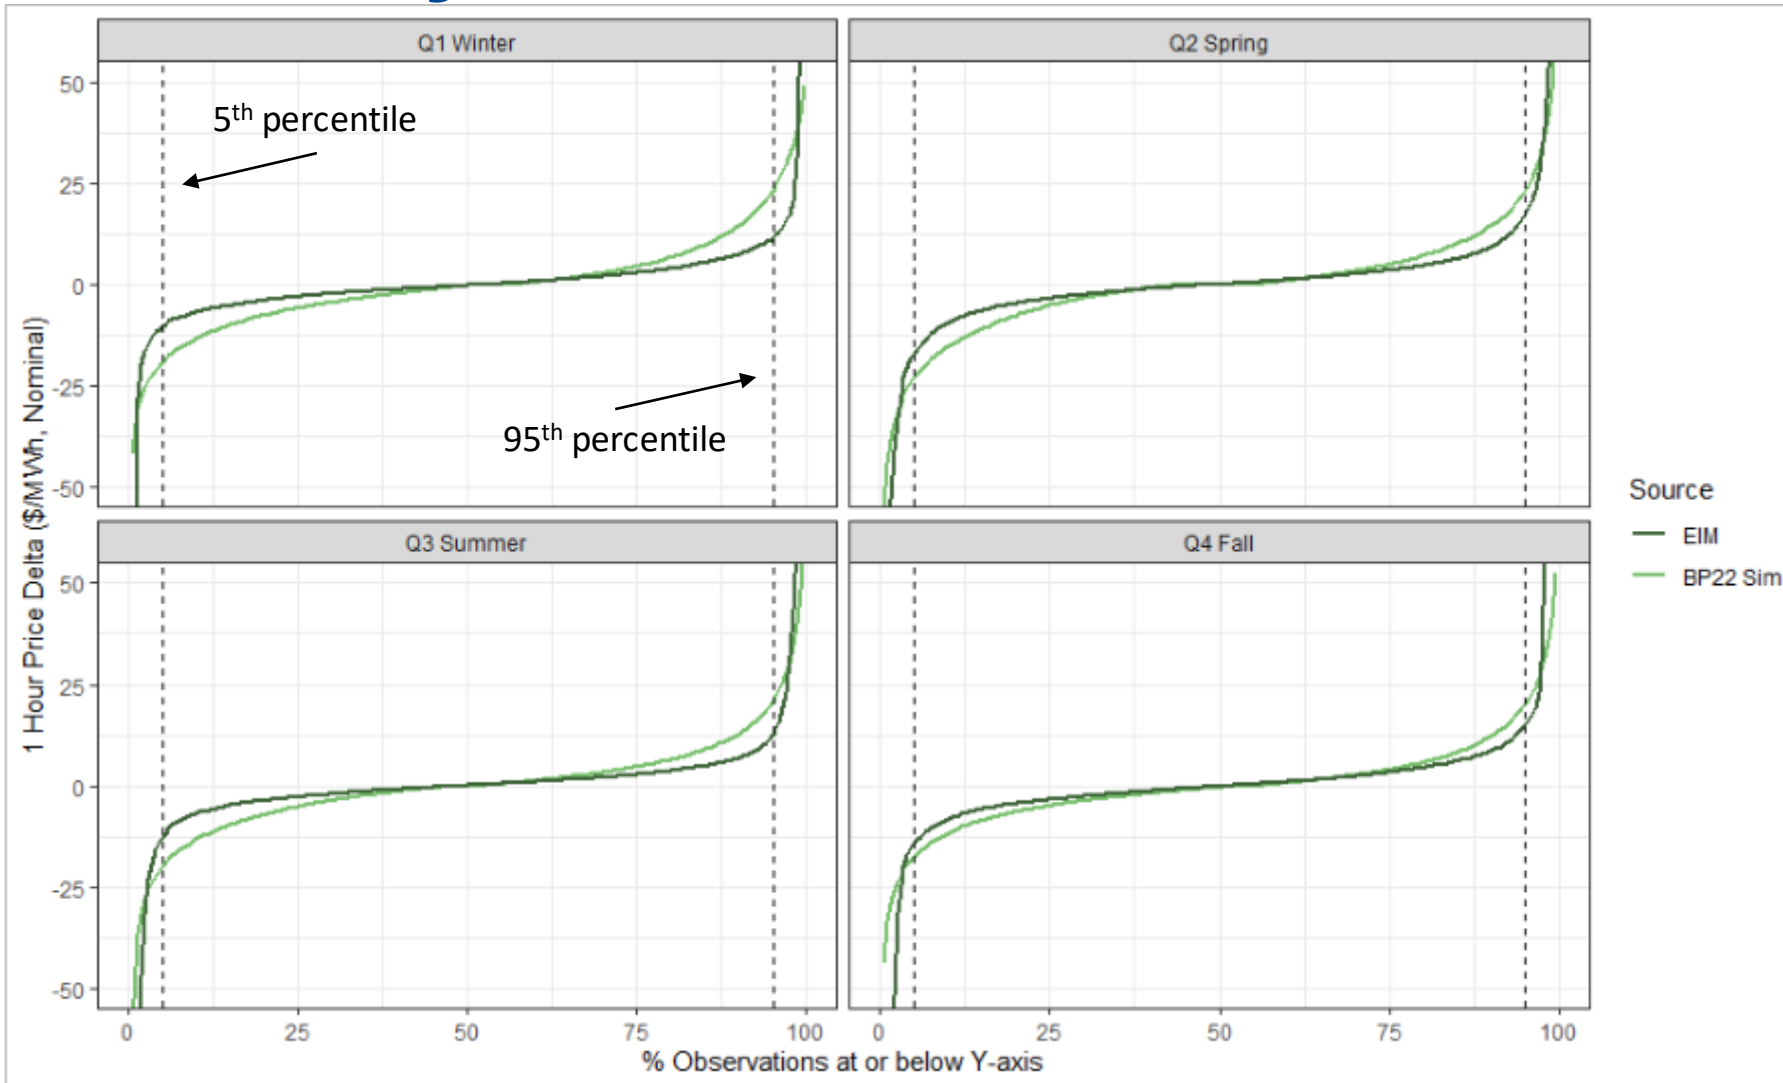 Q1 Winter
Q2 Spring
50
25
0
-25
-50
5th percentile
95th percentile
Q3 Summer
Q4 Fall
50
25
0
-25
-50
0 25 50 75 100
0 25 50 75 100
1 Hour Price Delta ($/MWh, Nominal)
% Observations at or below Y-axis
Source
EIM
BP22 Sim